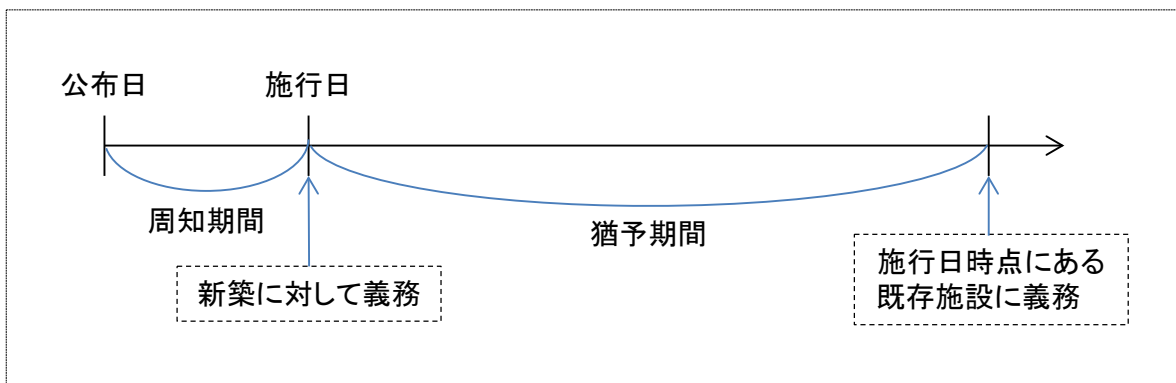 公布日
施行日
周知期間
猶予期間
新築に対して義務
施行日時点にある
既存施設に義務